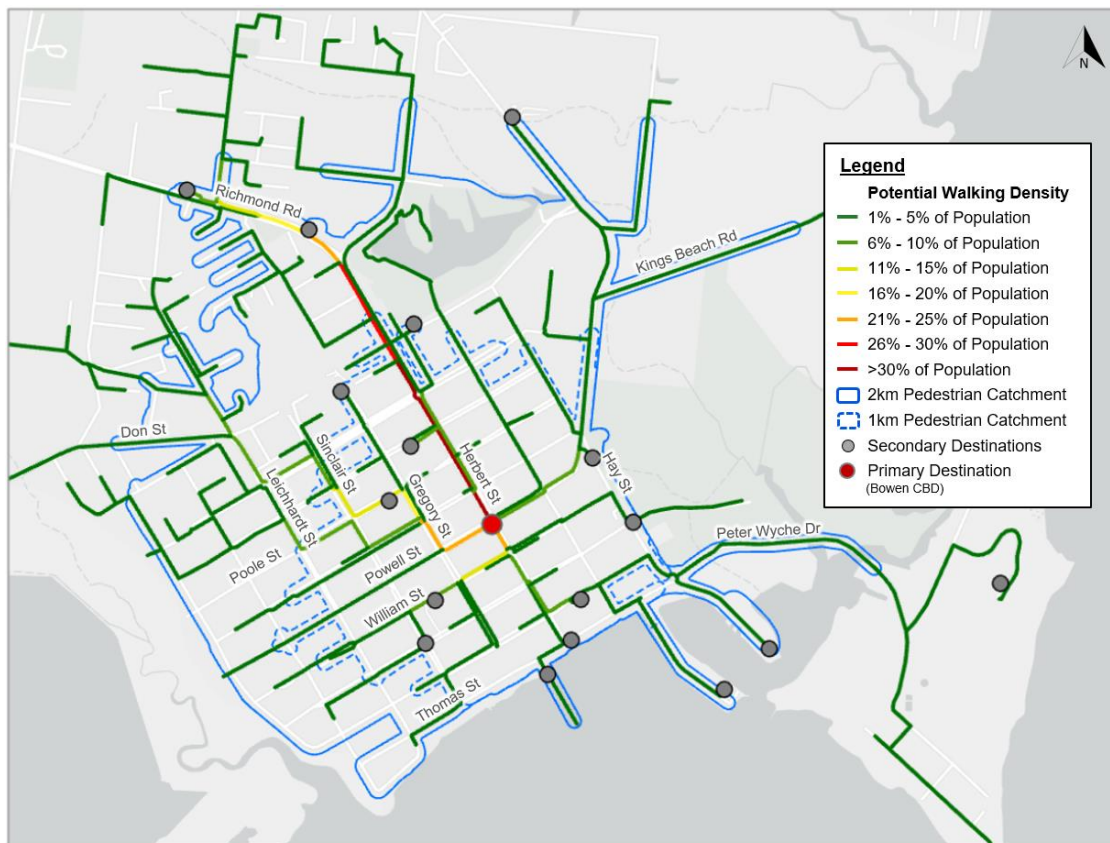 N
Richmond Rd
Kings Beach Rd
Don St
Sinclair St
Leichhardt St
Gregory St
Herbert St
Hay St
Poole St
Powell St
William St
Thomas St
Peter Wyche Dr
Legend
Potential Walking Density
1% - 5% of Population
6% - 10% of Population
11% - 15% of Population
16% - 20% of Population
21% - 25% of Population
26% - 30% of Population
>30% of Population
2km Pedestrian Catchment
1km Pedestrian Catchment
Secondary Destinations
Primary Destination
(Bowen CBD)